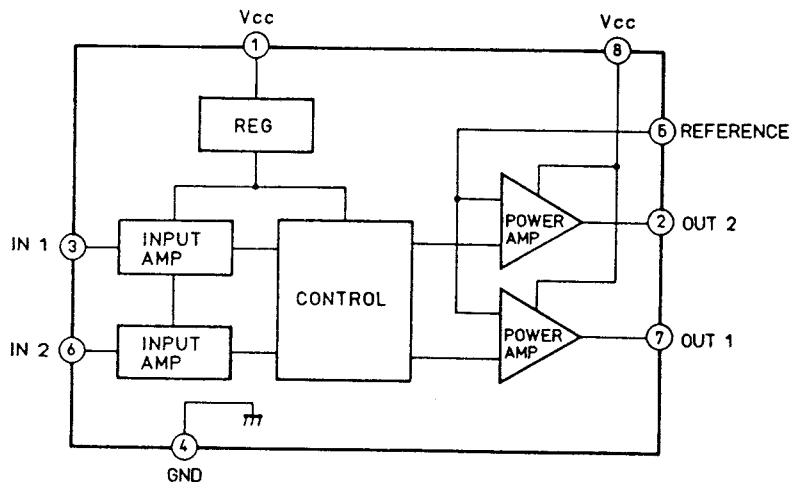 Vcc
Vcc
1
8
REG
5
REFERENCE
IN 1
3
INPUT
AMP
POWER
AMP
2
OUT 2
CONTROL
IN 2
6
INPUT
AMP
POWER
AMP
7
OUT 1
4
GND